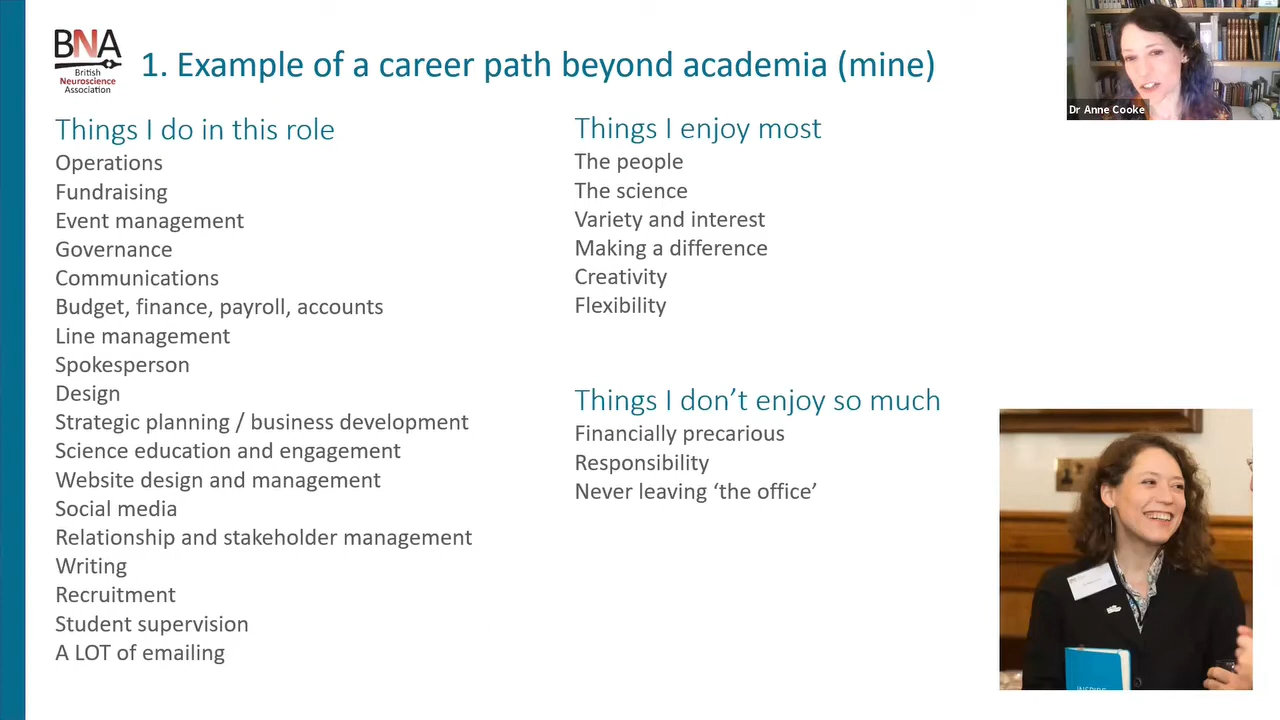 BNA
British
Neuroscience
Association
1. Example of a career path beyond academia (mine)
Dr Anne Cooke
Things I do in this role
Operations
Fundraising
Event management
Governance
Communications
Budget, finance, payroll, accounts
Line management
Spokesperson
Design
Strategic planning / business development
Science education and engagement
Website design and management
Social media
Relationship and stakeholder management
Writing
Recruitment
Student supervision
A LOT of emailing
Things I enjoy most
The people
The science
Variety and interest
Making a difference
Creativity
Flexibility
Things I don’t enjoy so much
Financially precarious
Responsibility
Never leaving ‘the office’